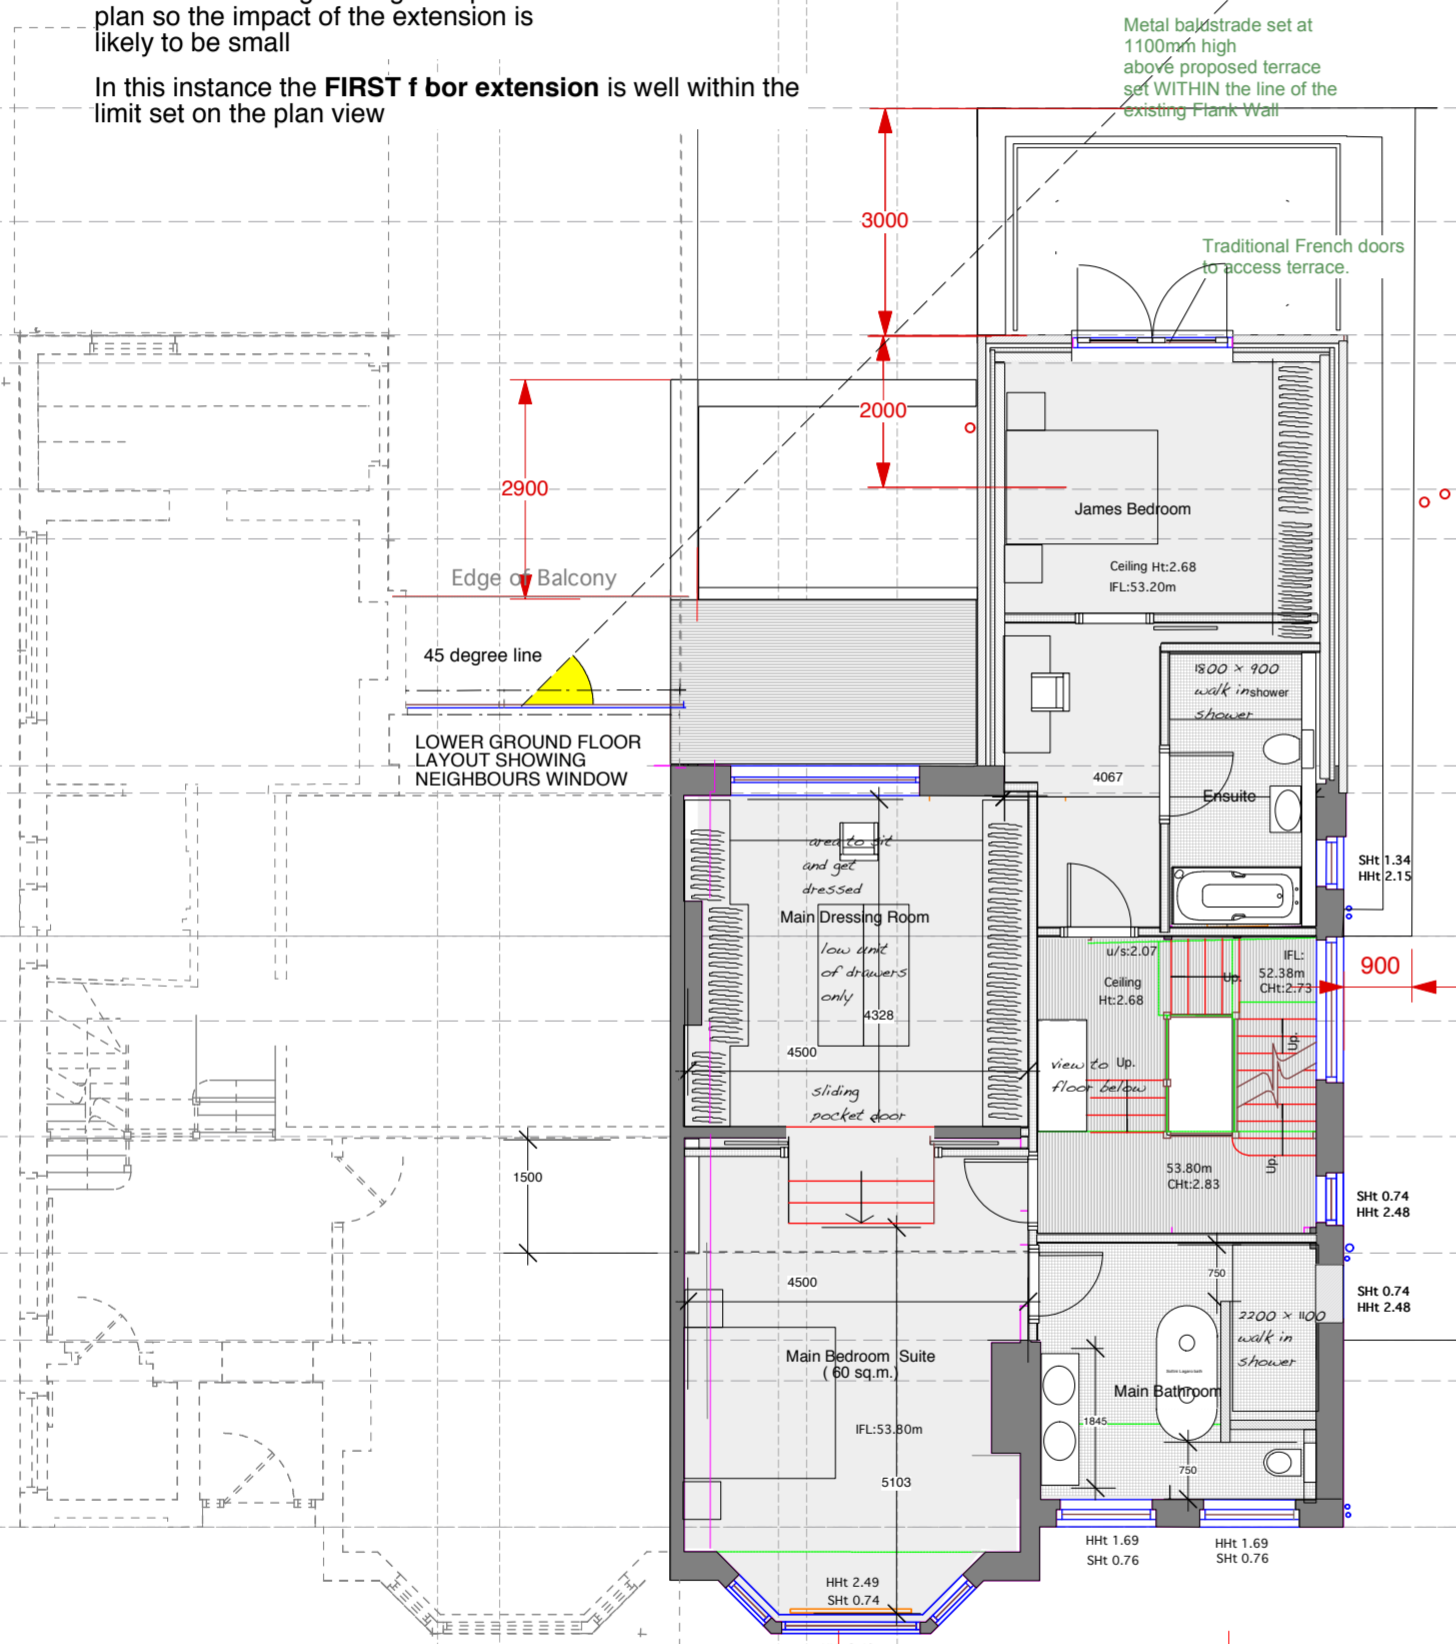 plan so the impact of the extension is
likely to be small
In this instance the FIRST f bor extension is well within the
limit set on the plan view
Metal balustrade set at
1100mm high
above proposed terrace
set WITHIN the line of the
existing Flank Wall
3000
Traditional French doors
to access terrace.
2000
2900
James Bedroom
Ceiling Ht:2.68
IFL:53.20m
Edge of Balcony
45 degree line
1800 × 900
walk in shower
shower
LOWER GROUND FLOOR
LAYOUT SHOWING
NEIGHBOURS WINDOW
4067
Ensuite
area to sit
and get
dressed
SHt 1.34
HHt 2.15
Main Dressing Room
low unit
of drawers
only
4328
4500
u/s:2.07
Ceiling
Ht:2.68
Up.
IFL:
52.38m
CHt:2.73
900
Up.
view to Up.
floor below
sliding
pocket door
1500
53.80m
CHt:2.83
Up.
SHt 0.74
HHt 2.48
4500
750
SHt 0.74
HHt 2.48
2200 × 1100
walk in
shower
Main Bedroom Suite
( 60 sq.m.)
Main Bathroom
1845
IFL:53.80m
5103
750
HHt 1.69
SHt 0.76
HHt 1.69
SHt 0.76
HHt 2.49
SHt 0.74